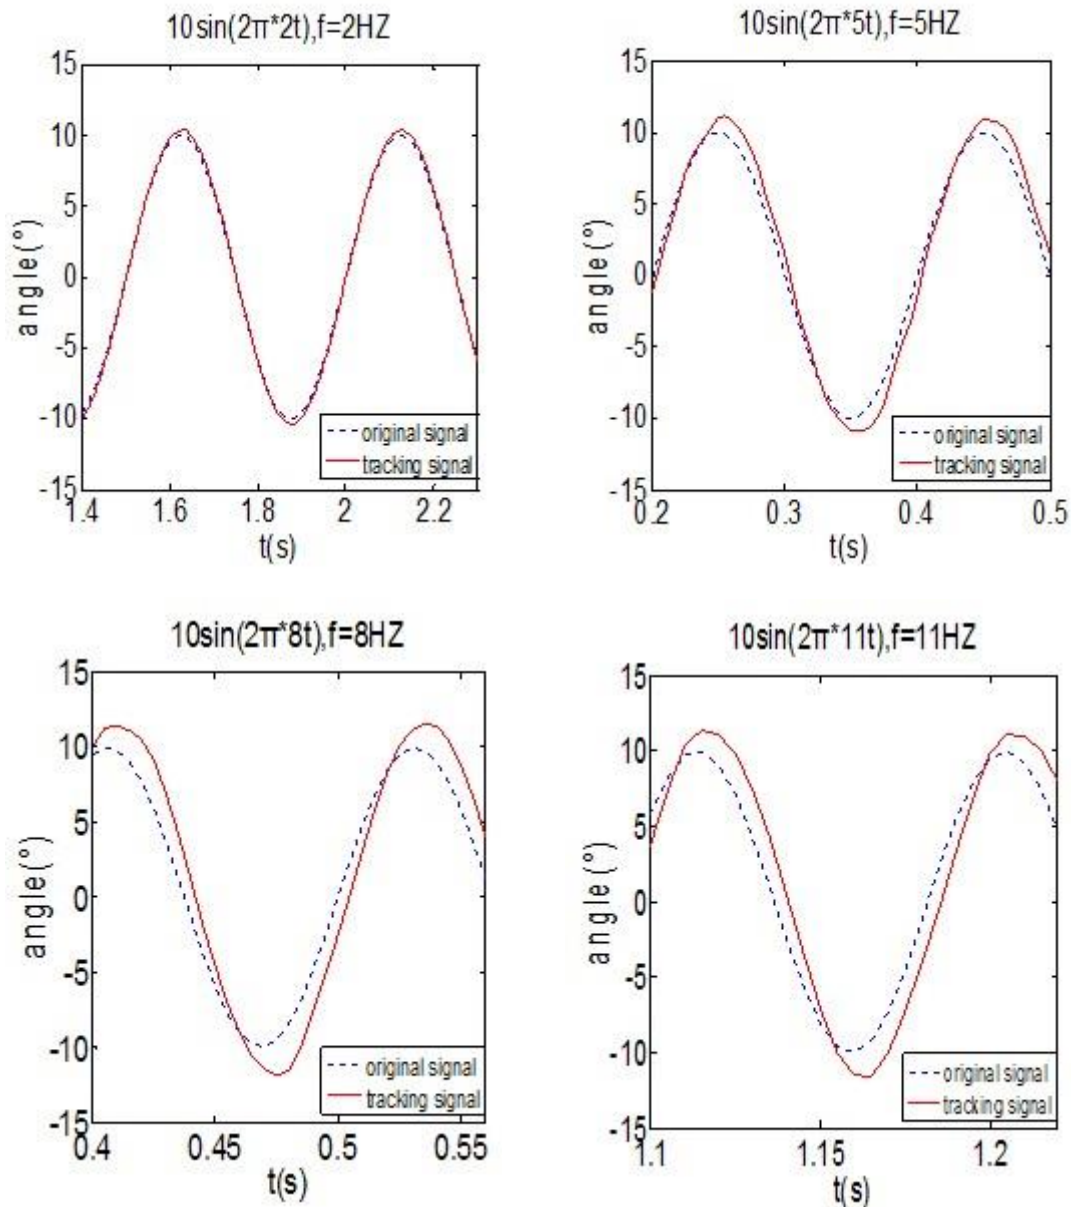 10sin(2π*2t),f=2HZ
15
10
5
0
-5
-10
-15
angle(°)
original signal
tracking signal
1.4
1.6
1.8
2
2.2
t(s)
10sin(2π*5t),f=5HZ
15
10
5
0
-5
-10
-15
angle(°)
original signal
tracking signal
0.2
0.3
0.4
0.5
t(s)
10sin(2π*8t),f=8HZ
15
10
5
0
-5
-10
-15
angle(°)
original signal
tracking signal
0.4
0.45
0.5
0.55
t(s)
10sin(2π*11t),f=11HZ
15
10
5
0
-5
-10
-15
angle(°)
original signal
tracking signal
1.1
1.15
1.2
t(s)